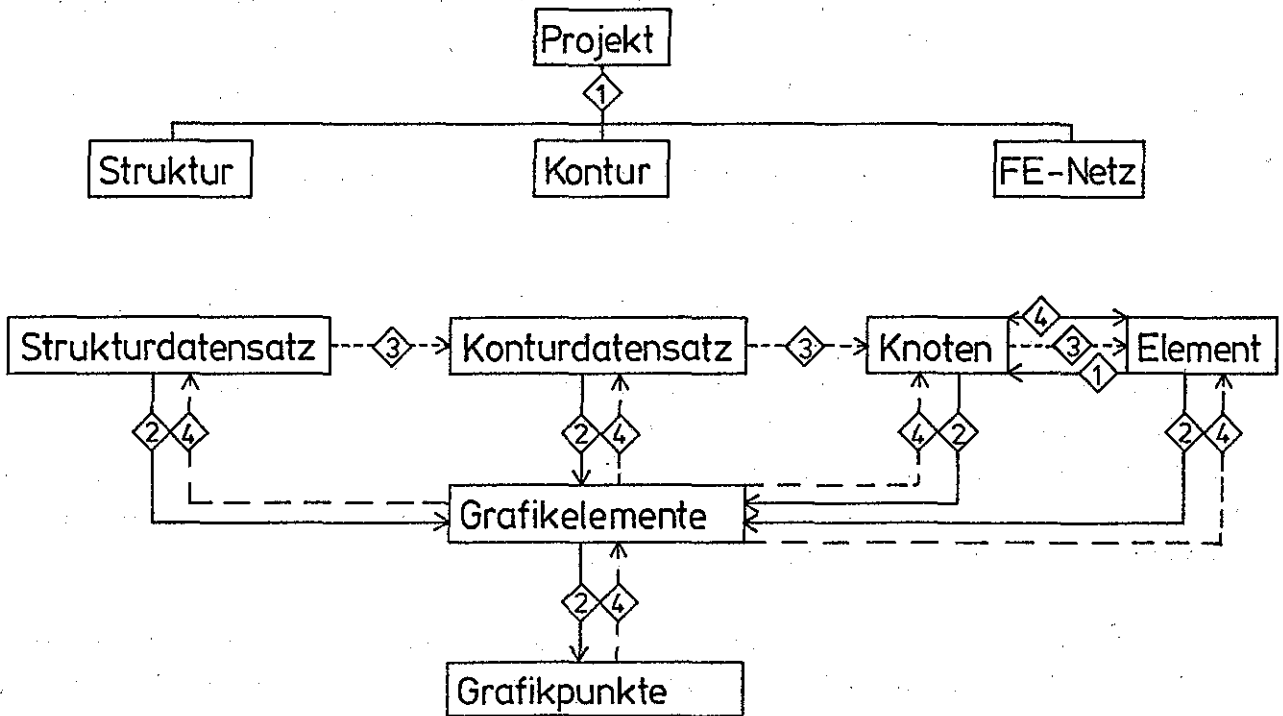 Projekt
1
Struktur
Kontur
FE-Netz
4
Strukturdatensatz
3
Konturdatensatz
3
Knoten
3
Element
1
2
4
2
4
4
2
2
4
Grafikelemente
2
4
Grafikpunkte